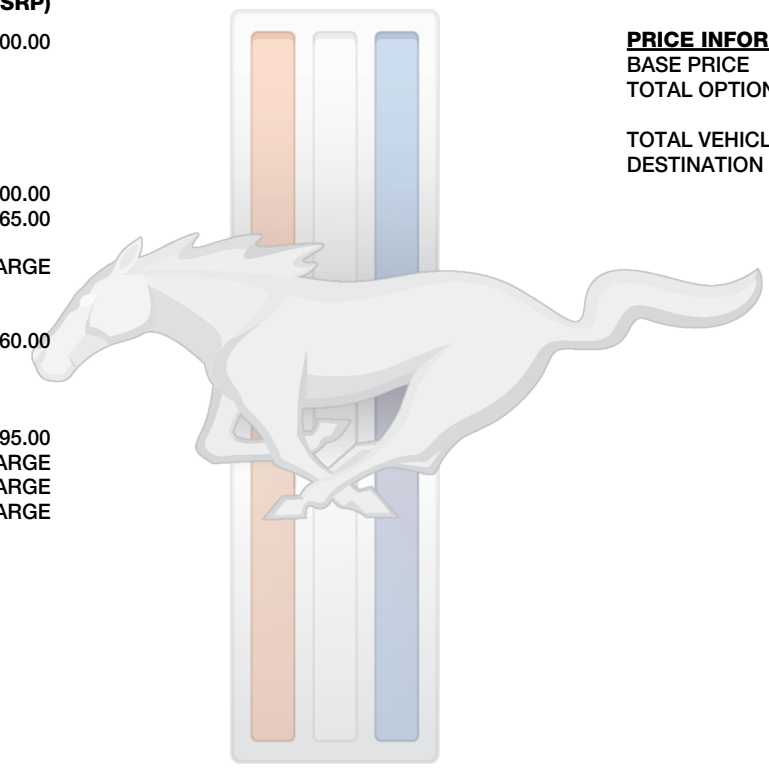 SRP)
00.00
00.00
65.00
ARGE
60.00
95.00
ARGE
ARGE
ARGE
PRICE INFOR
BASE PRICE
TOTAL OPTION
TOTAL VEHICL
DESTINATION